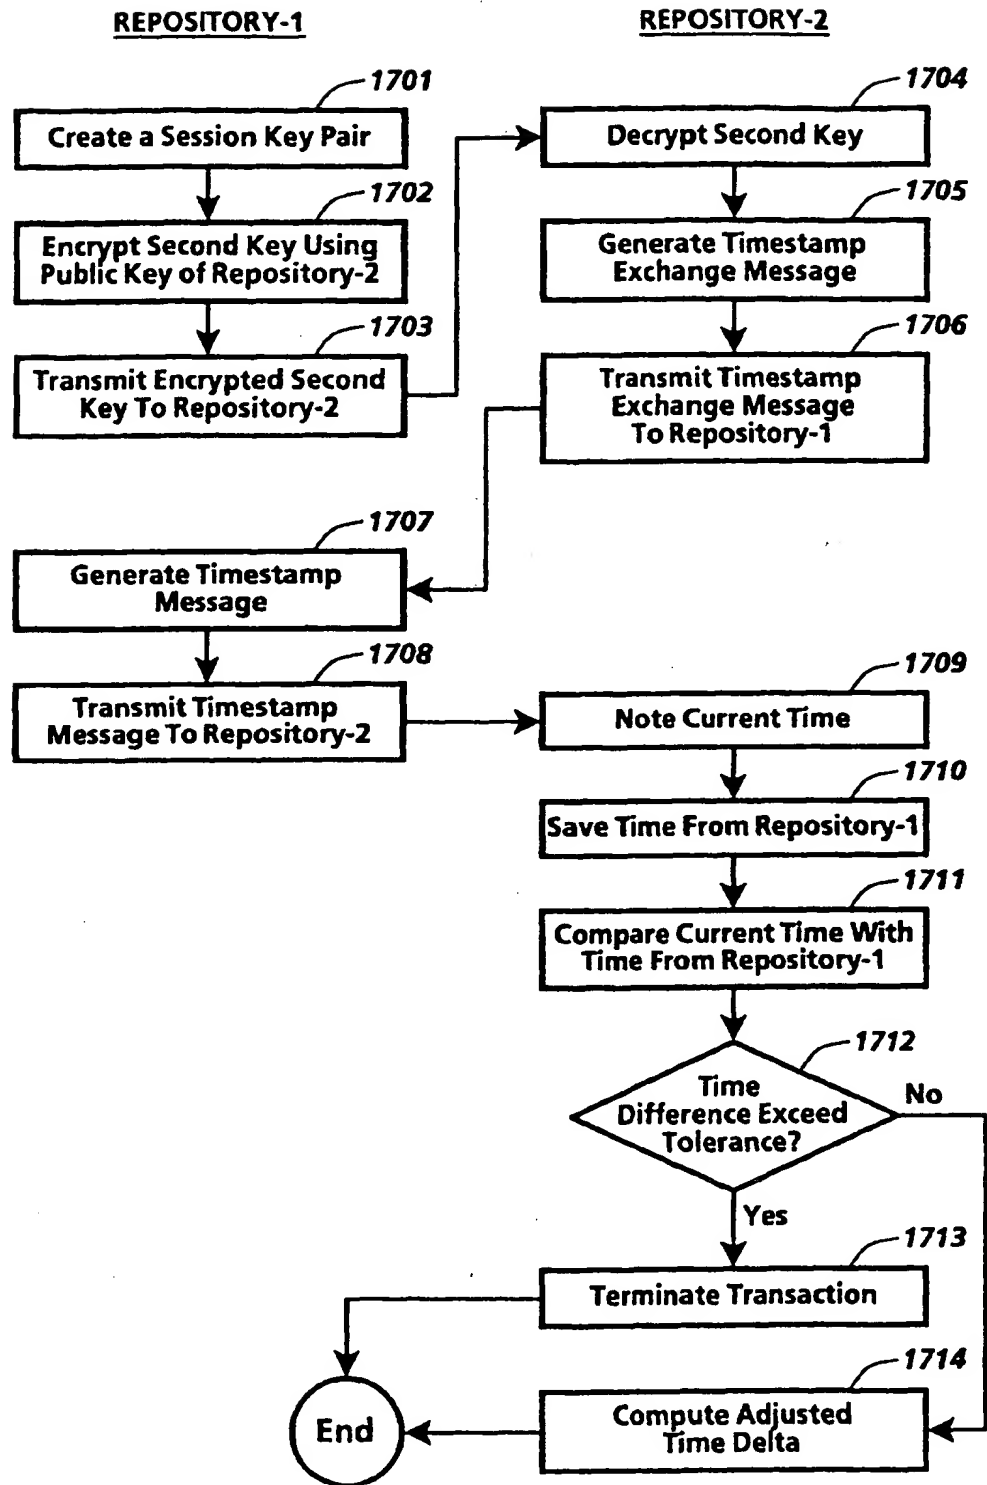 REPOSITORY-1
REPOSITORY-2
1701
Create a Session Key Pair
1702
Encrypt Second Key Using
Public Key of Repository-2
1703
Transmit Encrypted Second
Key To Repository-2
1704
Decrypt Second Key
1705
Generate Timestamp
Exchange Message
1706
Transmit Timestamp
Exchange Message
To Repository-1
1707
Generate Timestamp
Message
1708
Transmit Timestamp
Message To Repository-2
1709
Note Current Time
1710
Save Time From Repository-1
1711
Compare Current Time With
Time From Repository-1
1712
Time
Difference Exceed
Tolerance?
No
Yes
1713
Terminate Transaction
1714
Compute Adjusted
Time Delta
End